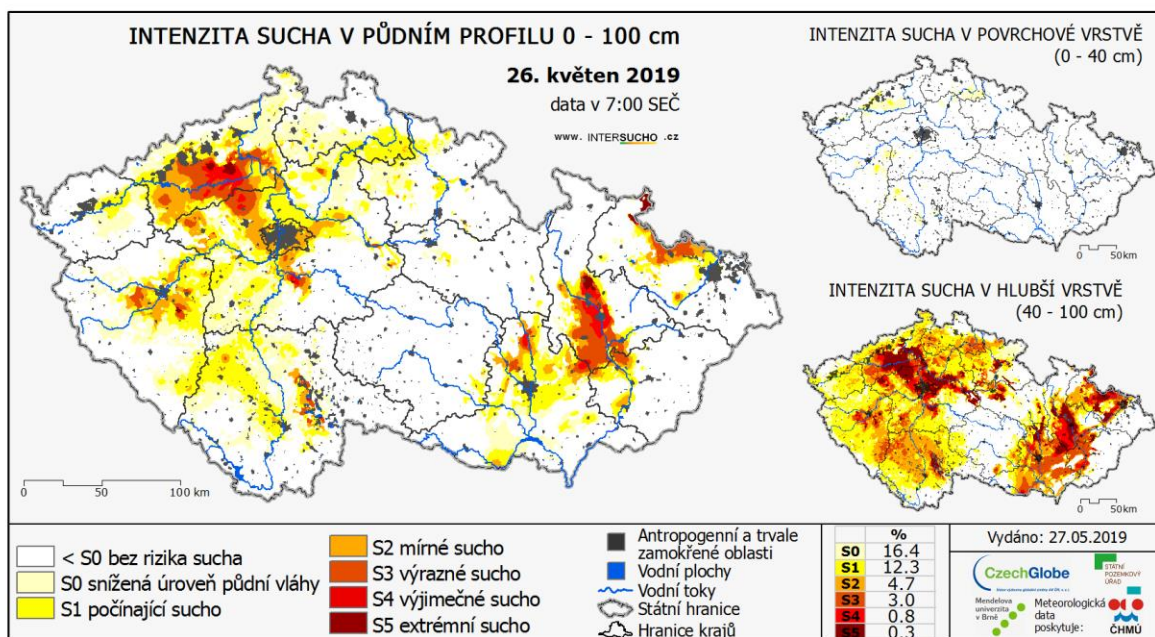 INTENZITA SUCHA V PŮDNÍM PROFILU 0 - 100 cm
26. květen 2019
data v 7:00 SEČ
www. INTERSUCHO .cz
0 50 100 km
INTENZITA SUCHA V POVRCHOVÉ VRSTVĚ
(0 - 40 cm)
0 50km
INTENZITA SUCHA V HLUBŠÍ VRSTVĚ
(40 - 100 cm)
0 50km
< S0 bez rizika sucha
S0 snížená úroveň půdní vláhy
S1 počínající sucho
S2 mírné sucho
S3 výrazné sucho
S4 výjimečné sucho
S5 extrémní sucho
Antropogenní a trvale
zamokřené oblasti
Vodní plochy
Vodní toky
Státní hranice
Hranice krajů
%
S0 16.4
S1 12.3
S2 4.7
S3 3.0
S4 0.8
S5 0.3
Vydáno: 27.05.2019
CzechGlobe
STÁTNÍ
POZEMKOVÝ
ÚŘAD
Mendelova
univerzita
v Brně
Meteorologická
data
poskytuje:
ČHMÚ